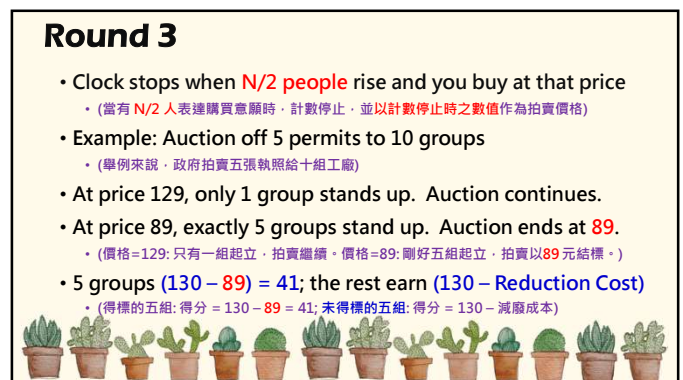 Round 3
• Clock stops when N/2 people rise and you buy at that price
• (當有 N/2 人表達購買意願時，計數停止，並以計數停止時之數值作為拍賣價格)
• Example: Auction off 5 permits to 10 groups
• (舉例來說，政府拍賣五張執照給十組工廠)
• At price 129, only 1 group stands up. Auction continues.
• At price 89, exactly 5 groups stand up. Auction ends at 89.
• (價格=129: 只有一組起立，拍賣繼續。價格=89: 剛好五組起立，拍賣以89 元結標。)
• 5 groups (130 – 89) = 41; the rest earn (130 – Reduction Cost)
• (得標的五組: 得分 = 130 – 89 = 41; 未得標的五組: 得分 = 130 – 減廢成本)